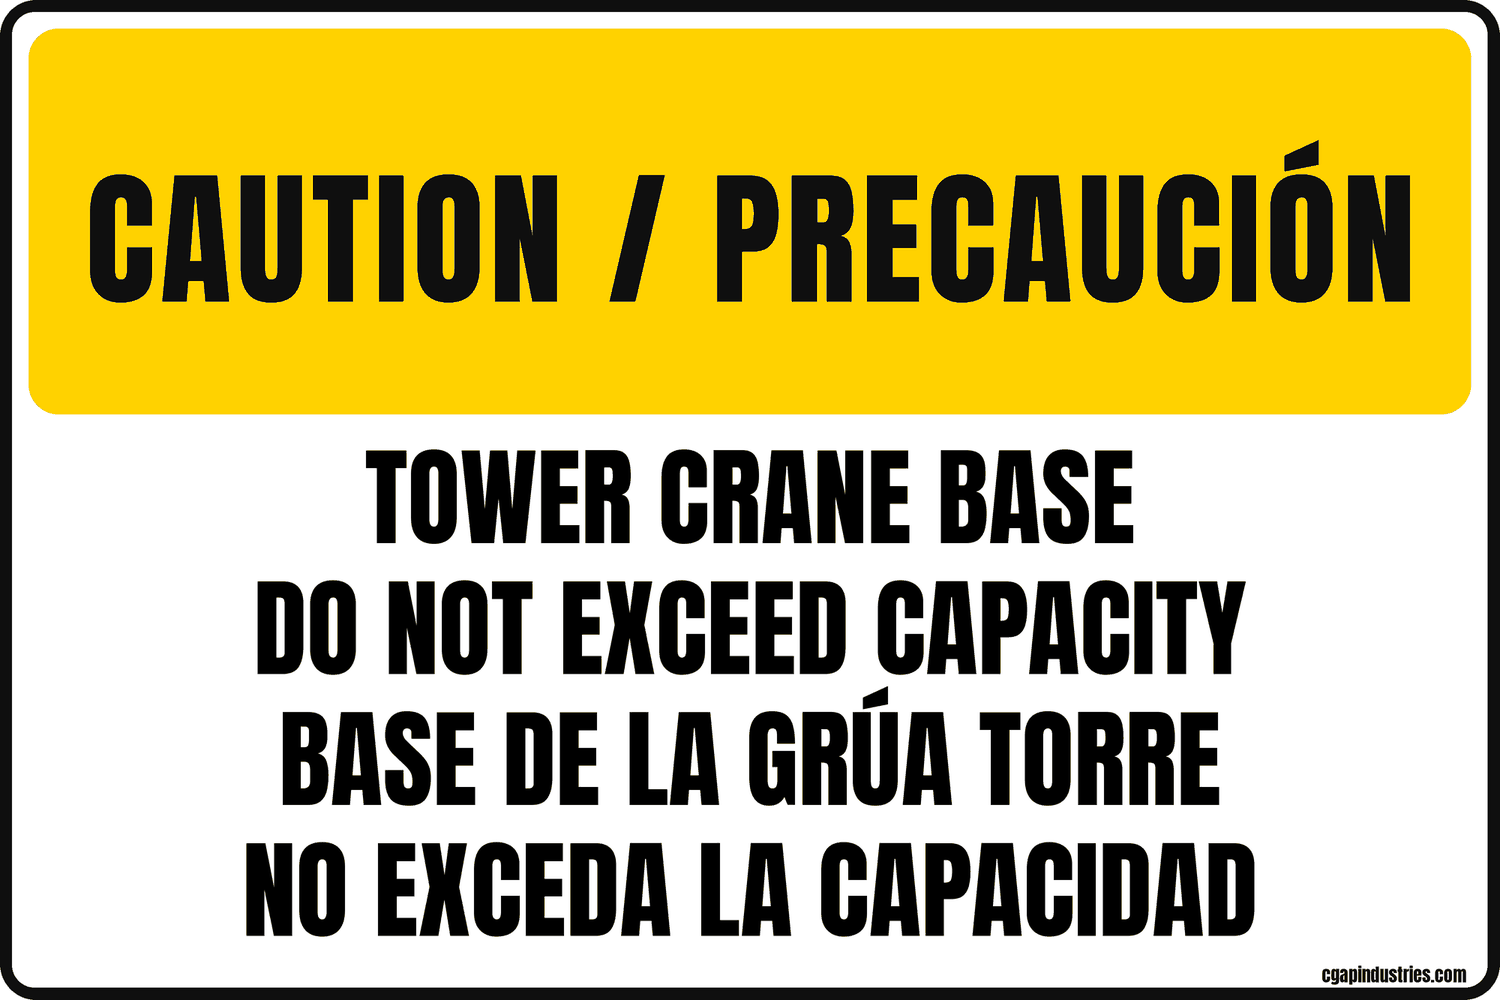 CAUTION / PRECAUCIÓN
TOWER CRANE BASE
DO NOT EXCEED CAPACITY
BASE DE LA GRÚA TORRE
NO EXCEDA LA CAPACIDAD
cgapindustries.com